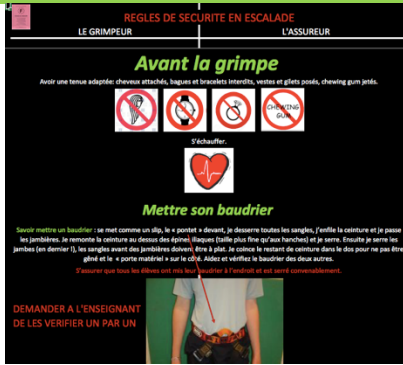 REGLES DE SECURITE EN ESCALADE
LE GRIMPEUR
L'ASSUREUR
Avant la grimpe
Avoir une tenue adaptée: cheveux attachés, bagues et bracelets interdits, vestes et gilets posés, chewing gum jetés.
CHEWING
GUM
S'échauffer.
Mettre son baudrier
Savoir mettre un baudrier : se met comme un slip, le « pontet » devant, je desserre toutes les sangles, j'enfile la ceinture et je passe
les jambières. Je remonte la ceinture au dessus des épines illaques (taille plus fine qu'aux hanches) et je serre. Ensuite je serre les
jambes (en dernier !), les sangles avant des jambières doivent être à plat. Je coince le restant de ceinture dans le dos pour ne pas être
gêné et le « porte matériel » sur le côté. Aidez et vérifiez le baudrier des deux autres.
S'assurer que tous les élèves ont mis leur baudrier à l'endroit et est serré convenablement.
DEMANDER A L'ENSEIGNANT
DE LES VERIFIER UN PAR UN